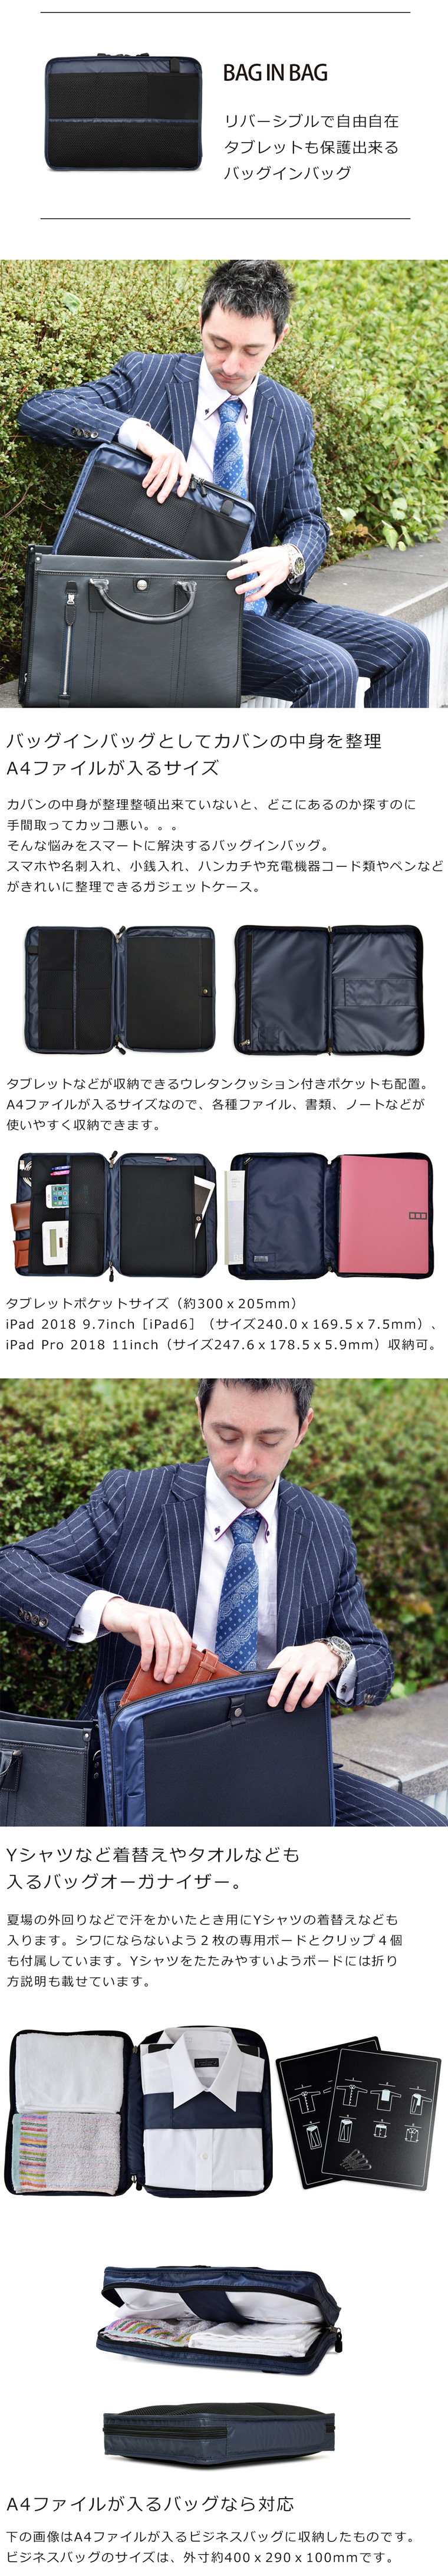 BAG IN BAG
リバーシブルで自由自在
タブレットも保護出来る
バッグインバッグ
バッグインバッグとしてカバンの中身を整理
A4ファイルが入るサイズ
カバンの中身が整理整頓出来ていないと、どこにあるのか探すのに
手間取ってカッコ悪い。。。
そんな悩みをスマートに解決するバッグインバッグ。
スマホや名刺入れ、小銭入れ、ハンカチや充電機器コード類やペンなど
がきれいに整理できるガジェットケース。
タブレットなどが収納できるウレタンクッション付きポケットも配置。
A4ファイルが入るサイズなので、各種ファイル、書類、ノートなどが
使いやすく収納できます。
タブレットポケットサイズ（約300ｘ205mm）
iPad 2018 9.7inch［iPad6］（サイズ240.0ｘ169.5ｘ7.5mm）、
iPad Pro 2018 11inch（サイズ247.6ｘ178.5ｘ5.9mm）収納可。
Yシャツなど着替えやタオルなども
入るバッグオーガナイザー。
夏場の外回りなどで汗をかいたとき用にYシャツの着替えなども
入ります。シワにならないよう２枚の専用ボードとクリップ４個
も付属しています。Yシャツをたたみやすいようボードには折り
方説明も載せています。
A4ファイルが入るバッグなら対応
下の画像はA4ファイルが入るビジネスバッグに収納したものです。
ビジネスバッグのサイズは、外寸約400ｘ290ｘ100mmです。